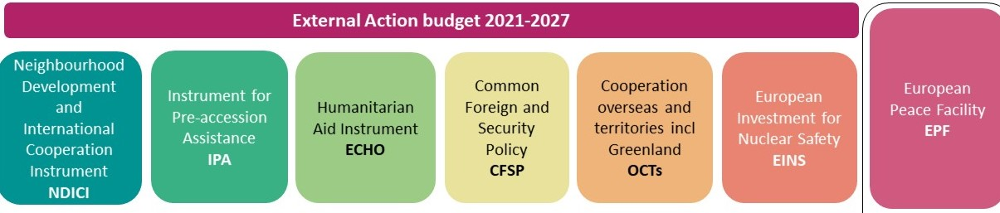 External Action budget 2021-2027
Neighbourhood
Development
and
International
Cooperation
Instrument
NDICI
Instrument for
Pre-accession
Assistance
IPA
Humanitarian
Aid Instrument
ECHO
Common
Foreign and
Security
Policy
CFSP
Cooperation
overseas and
territories incl
Greenland
OCTs
European
Investment for
Nuclear Safety
EINS
European
Peace Facility
EPF